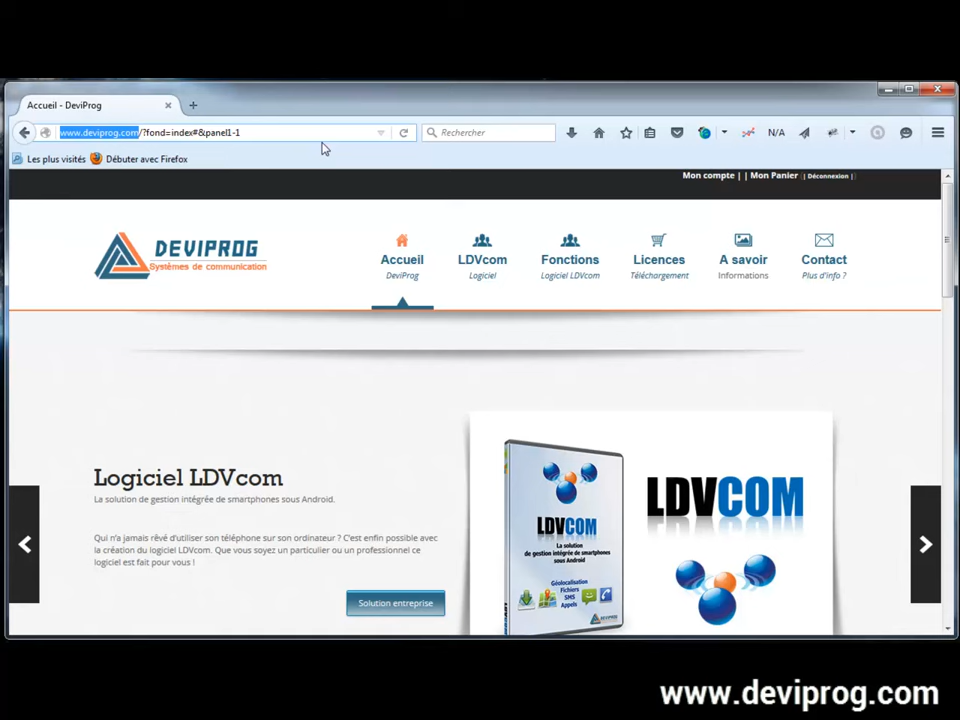 Accueil - DeviProg
www.deviprog.com/?fond=index#&panel1-1
Rechercher
N/A
Les plus visités
Débuter avec Firefox
Mon compte | | Mon Panier | | Déconnexion |
DEVIPROG
Systèmes de communication
Accueil
DeviProg
LDVcom
Logiciel
Fonctions
Logiciel LDVcom
Licences
Téléchargement
A savoir
Informations
Contact
Plus d'info ?
Logiciel LDVcom
La solution de gestion intégrée de smartphones sous Android.
Qui n'a jamais rêvé d'utiliser son téléphone sur son ordinateur ? C'est enfin possible avec
la création du logiciel LDVcom. Que vous soyez un particulier ou un professionnel ce
logiciel est fait pour vous !
Solution entreprise
LDVCOM
La solution
de gestion intégrée de smartphones
sous Android
Géolocalisation
Fichiers
SMS
Appels
DEVIPROG
LDVCOM
www.deviprog.com